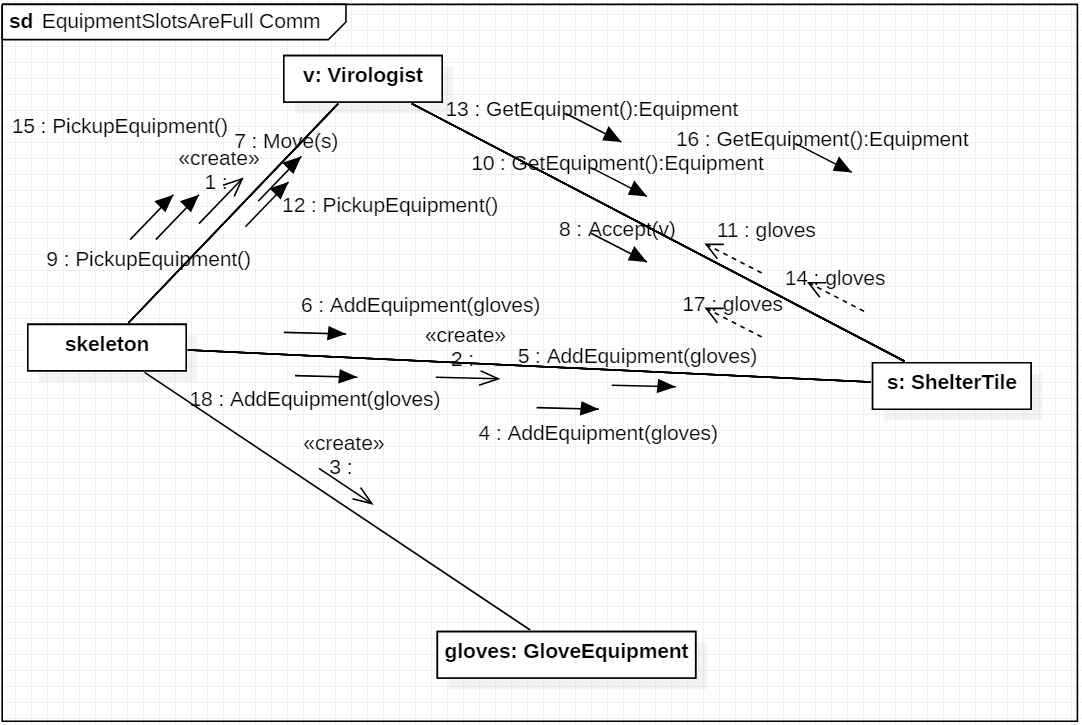 sd EquipmentSlotsAreFull Comm
v: Virologist
13 : GetEquipment():Equipment
15 : PickupEquipment()
7 : Move(s)
16 : GetEquipment():Equipment
«create»
1 :
10 : GetEquipment():Equipment
12 : PickupEquipment()
8 : Accept(v)
11 : gloves
9 : PickupEquipment()
14 : gloves
6 : AddEquipment(gloves)
17 : gloves
«create»
2 :
skeleton
5 : AddEquipment(gloves)
s: ShelterTile
18 : AddEquipment(gloves)
4 : AddEquipment(gloves)
«create»
3 :
gloves: GloveEquipment